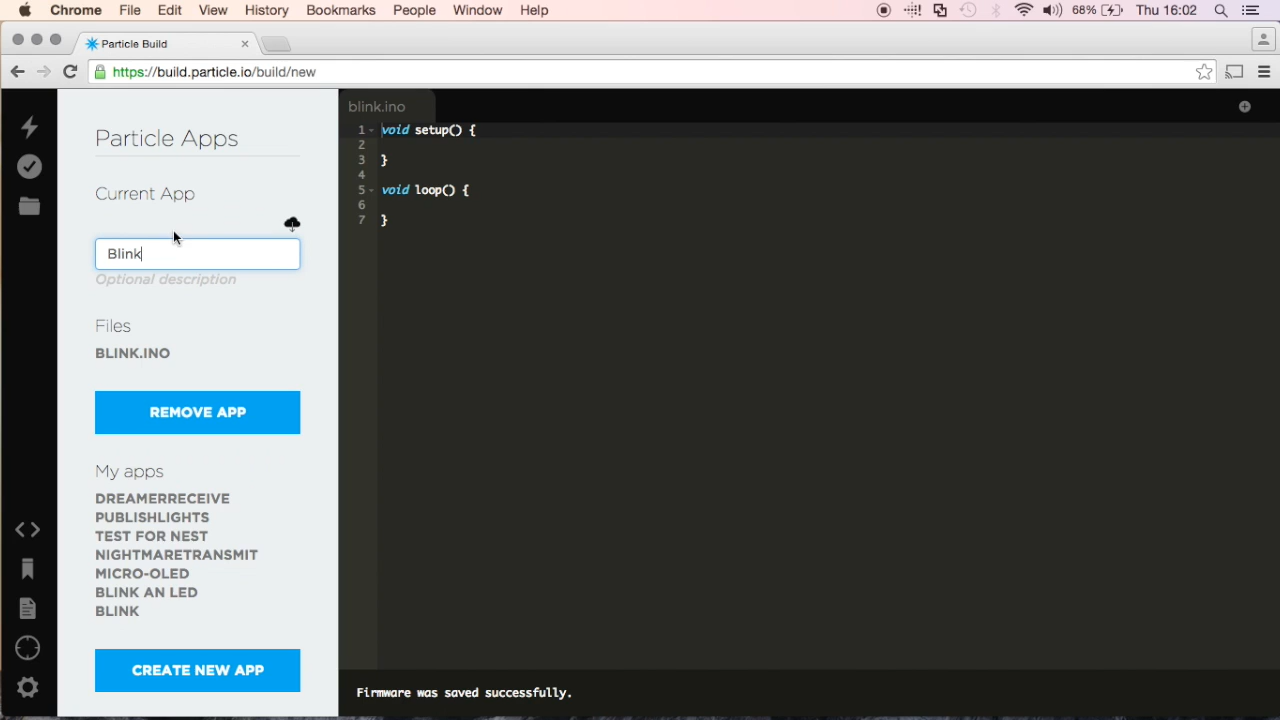 Chrome File Edit View History Bookmarks People Window Help 68% Thu 16:02
Particle Build
https://build.particle.io/build/new
Particle Apps
Current App
Blink
Optional description
Files
BLINK.INO
REMOVE APP
My apps
DREAMERRECEIVE
PUBLISHLIGHTS
TEST FOR NEST
NIGHTMARETRANSMIT
MICRO-OLED
BLINK AN LED
BLINK
CREATE NEW APP
blink.ino
1 void setup() {
2
3 }
4
5 void loop() {
6
7 }
Firmware was saved successfully.